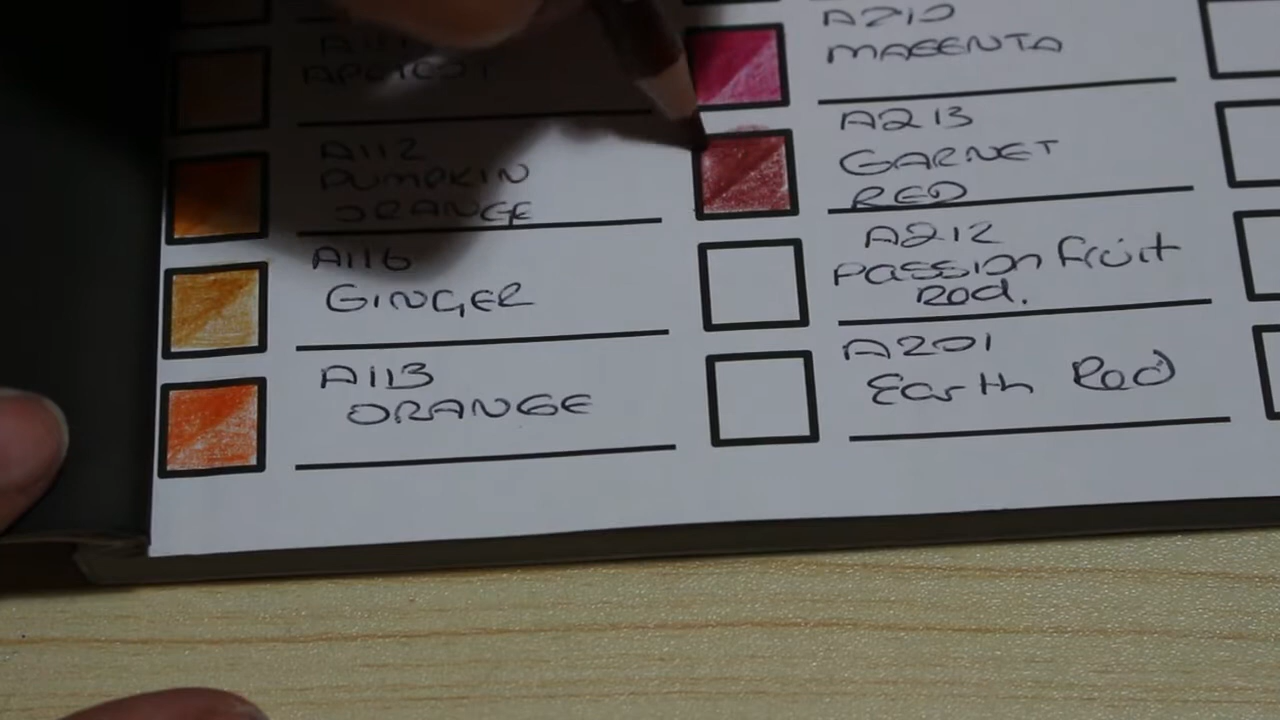 APRICOT
A112
PUMPKIN
ORANGE
A116
GINGER
A113
ORANGE
A210
MAGENTA
A213
GARNET
RED
A212
Passion Fruit
Red.
A201
Earth Red